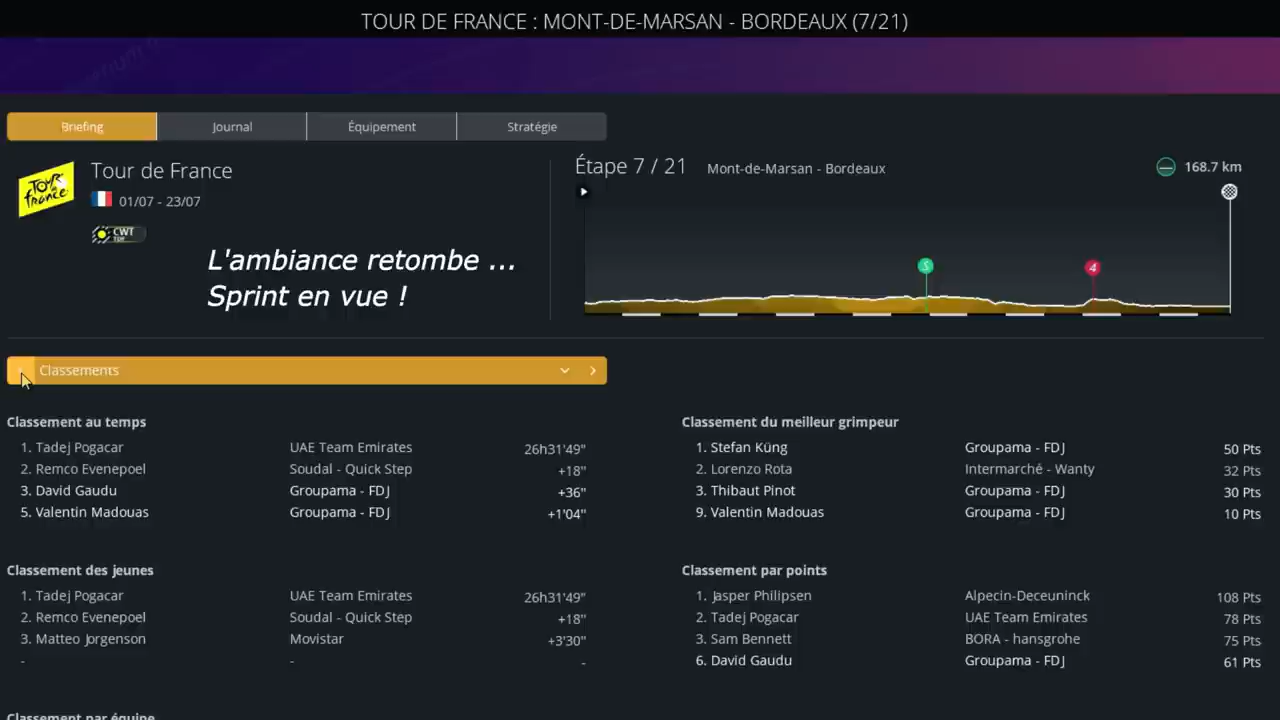 TOUR DE FRANCE : MONT-DE-MARSAN - BORDEAUX (7/21)
Briefing Journal Équipement Stratégie
TOUR de france
Tour de France
01/07 - 23/07
CWT
TDF
L'ambiance retombe ...
Sprint en vue !
Étape 7 / 21 Mont-de-Marsan - Bordeaux 168.7 km
S 4
Classements
Classement au temps
1. Tadej Pogacar UAE Team Emirates 26h31'49"
2. Remco Evenepoel Soudal - Quick Step +18"
3. David Gaudu Groupama - FDJ +36"
5. Valentin Madouas Groupama - FDJ +1'04"
Classement du meilleur grimpeur
1. Stefan Küng Groupama - FDJ 50 Pts
2. Lorenzo Rota Intermarché - Wanty 32 Pts
3. Thibaut Pinot Groupama - FDJ 30 Pts
9. Valentin Madouas Groupama - FDJ 10 Pts
Classement des jeunes
1. Tadej Pogacar UAE Team Emirates 26h31'49"
2. Remco Evenepoel Soudal - Quick Step +18"
3. Matteo Jorgenson Movistar +3'30"
- - -
Classement par points
1. Jasper Philipsen Alpecin-Deceuninck 108 Pts
2. Tadej Pogacar UAE Team Emirates 78 Pts
3. Sam Bennett BORA - hansgrohe 75 Pts
6. David Gaudu Groupama - FDJ 61 Pts
Classement par équipe